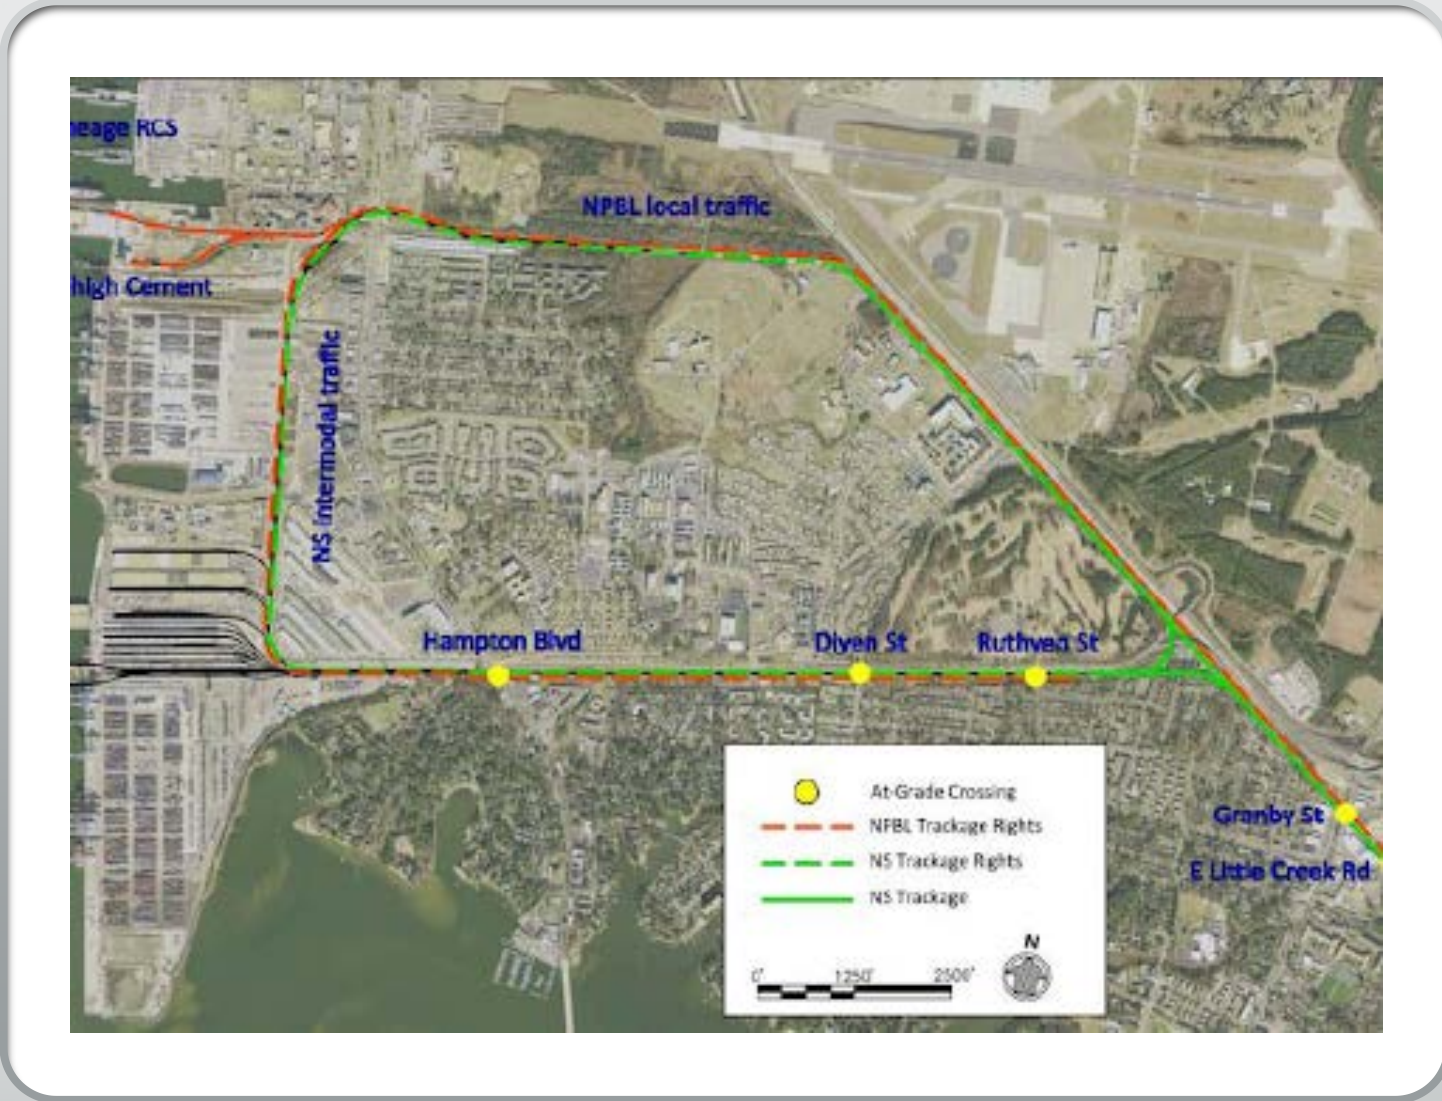 neage RCS
NPBL local traffic
high Cement
NS intermodal traffic
Hampton Blvd
Diven St
Ruthven St
At-Grade Crossing
NPBL Trackage Rights
NS Trackage Rights
NS Trackage
N
0' 1250' 2500'
Granby St
E Little Creek Rd